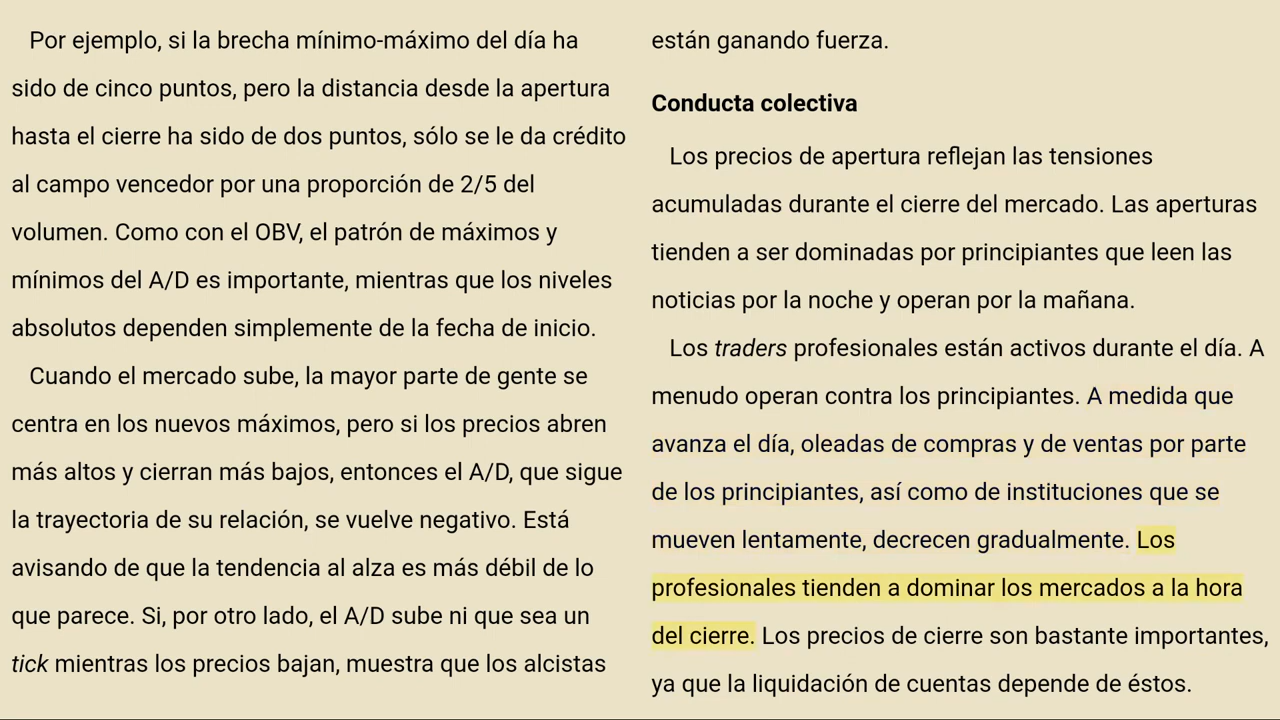 Por ejemplo, si la brecha mínimo-máximo del día ha
sido de cinco puntos, pero la distancia desde la apertura
hasta el cierre ha sido de dos puntos, sólo se le da crédito
al campo vencedor por una proporción de 2/5 del
volumen. Como con el OBV, el patrón de máximos y
mínimos del A/D es importante, mientras que los niveles
absolutos dependen simplemente de la fecha de inicio.
Cuando el mercado sube, la mayor parte de gente se
centra en los nuevos máximos, pero si los precios abren
más altos y cierran más bajos, entonces el A/D, que sigue
la trayectoria de su relación, se vuelve negativo. Está
avisando de que la tendencia al alza es más débil de lo
que parece. Si, por otro lado, el A/D sube ni que sea un
tick mientras los precios bajan, muestra que los alcistas
están ganando fuerza.
Conducta colectiva
Los precios de apertura reflejan las tensiones
acumuladas durante el cierre del mercado. Las aperturas
tienden a ser dominadas por principiantes que leen las
noticias por la noche y operan por la mañana.
Los traders profesionales están activos durante el día. A
menudo operan contra los principiantes. A medida que
avanza el día, oleadas de compras y de ventas por parte
de los principiantes, así como de instituciones que se
mueven lentamente, decrecen gradualmente. Los
profesionales tienden a dominar los mercados a la hora
del cierre. Los precios de cierre son bastante importantes,
ya que la liquidación de cuentas depende de éstos.